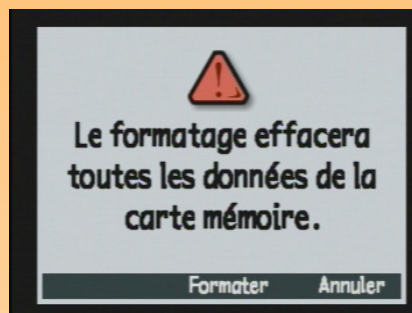 Le formatage effacera
toutes les données de la
carte mémoire.
Formater Annuler